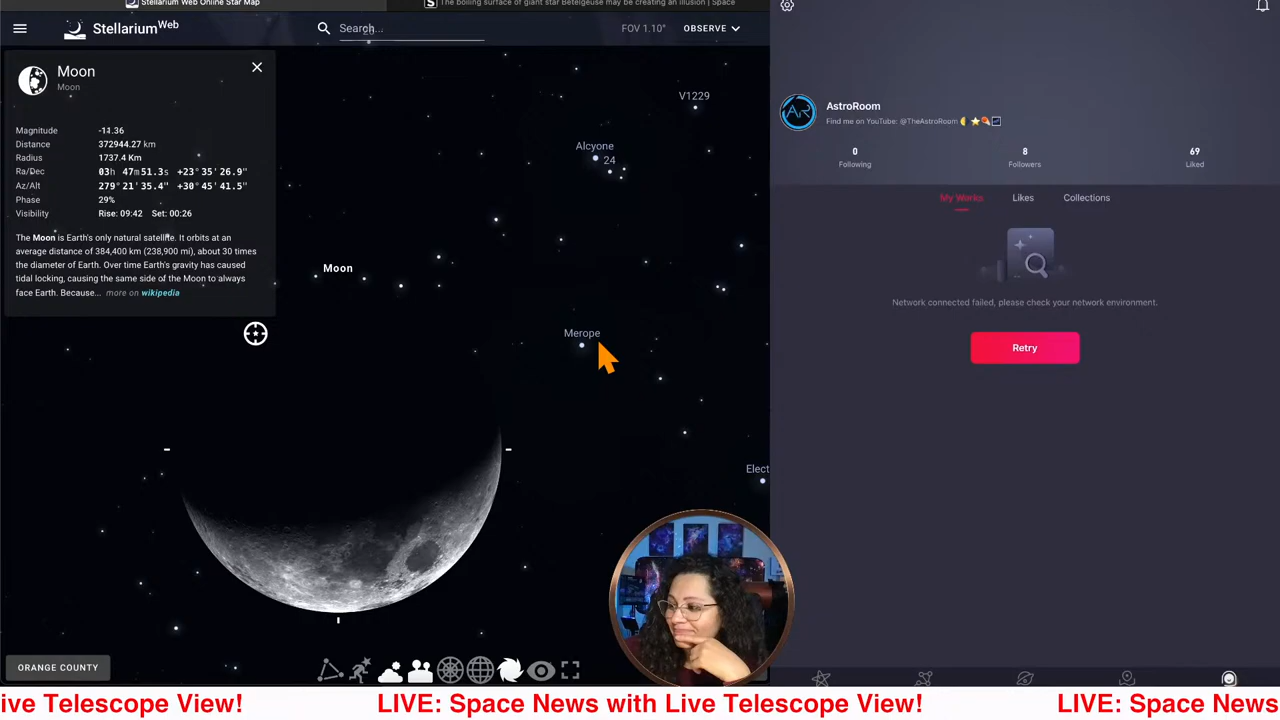 Stellarium Web Online Star Map
S The boiling surface of giant star Betelgeuse may be creating an illusion | Space
StellariumWeb
Search...
FOV 1.10°
OBSERVE
Moon
Moon
Magnitude -11.36
Distance 372944.27 km
Radius 1737.4 Km
Ra/Dec 03h 47m51.3s +23°35'26.9"
Az/Alt 279°21'35.4" +30°45'41.5"
Phase 29%
Visibility Rise: 09:42 Set: 00:26
The Moon is Earth's only natural satellite. It orbits at an
average distance of 384,400 km (238,900 mi), about 30 times
the diameter of Earth. Over time Earth's gravity has caused
tidal locking, causing the same side of the Moon to always
face Earth. Because... more on wikipedia
V1229
Alcyone
24
Moon
Merope
Elect
ORANGE COUNTY
AR
AstroRoom
Find me on YouTube: @TheAstroRoom
0
Following
8
Followers
69
Liked
My Works
Likes
Collections
Network connected failed, please check your network environment.
Retry
ive Telescope View! LIVE: Space News with Live Telescope View! LIVE: Space News